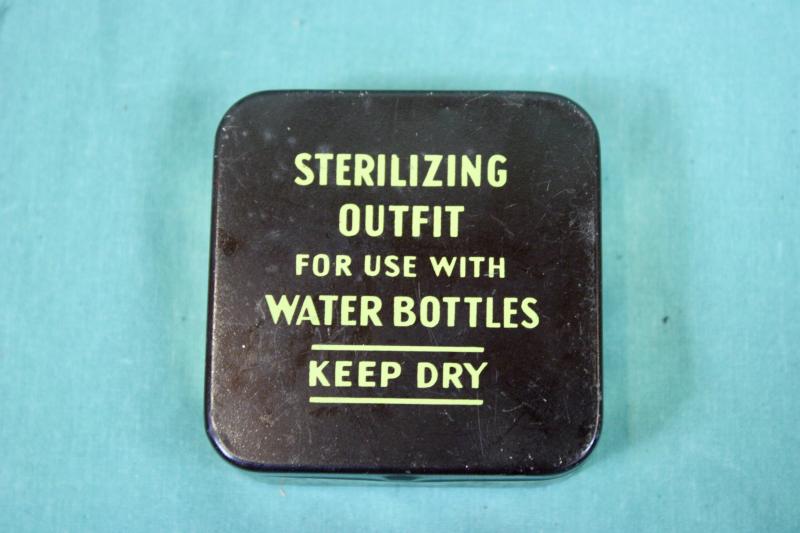 STERILIZING
OUTFIT
FOR USE WITH
WATER BOTTLES
KEEP DRY